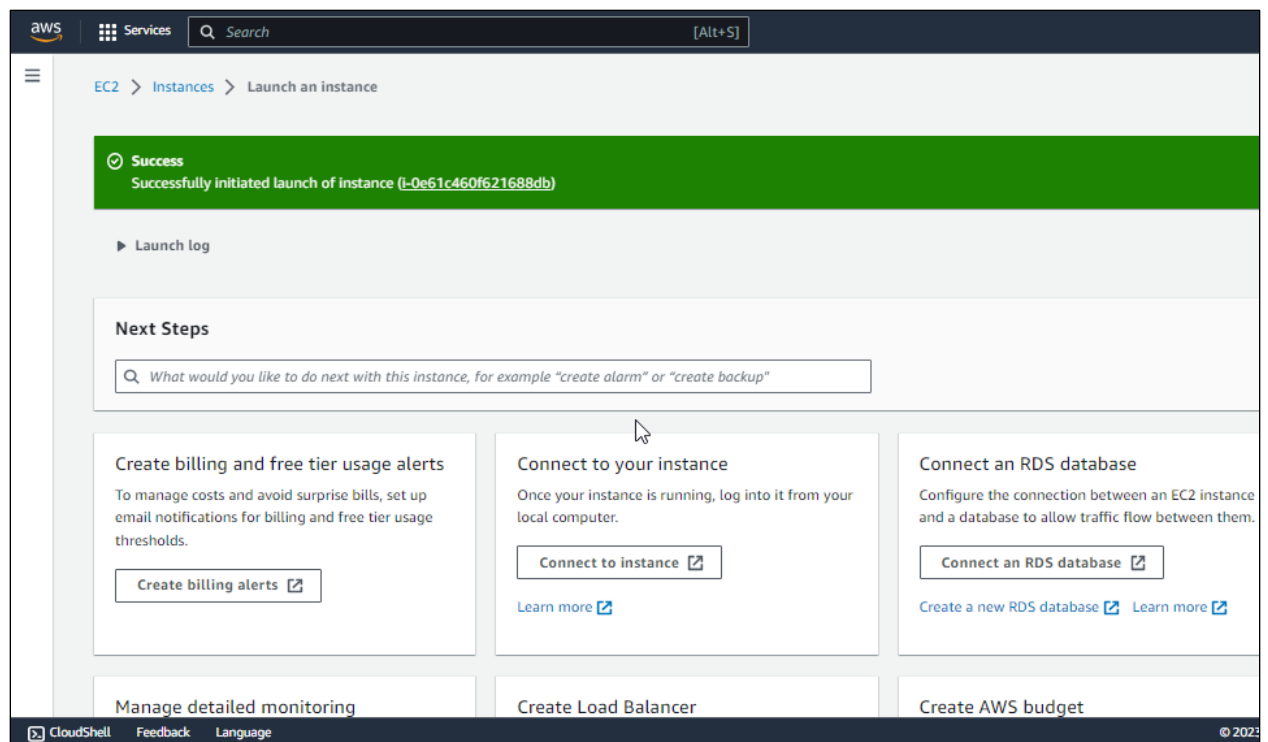 aws
Services
Search
[Alt+S]
EC2 > Instances > Launch an instance
Success
Successfully initiated launch of instance (i-0e61c460f621688db)
Launch log
Next Steps
What would you like to do next with this instance, for example “create alarm” or “create backup”
Create billing and free tier usage alerts
To manage costs and avoid surprise bills, set up
email notifications for billing and free tier usage
thresholds.
Create billing alerts
Connect to your instance
Once your instance is running, log into it from your
local computer.
Connect to instance
Learn more
Connect an RDS database
Configure the connection between an EC2 instance
and a database to allow traffic flow between them.
Connect an RDS database
Create a new RDS database Learn more
Manage detailed monitoring
Create Load Balancer
Create AWS budget
CloudShell Feedback Language
© 2023